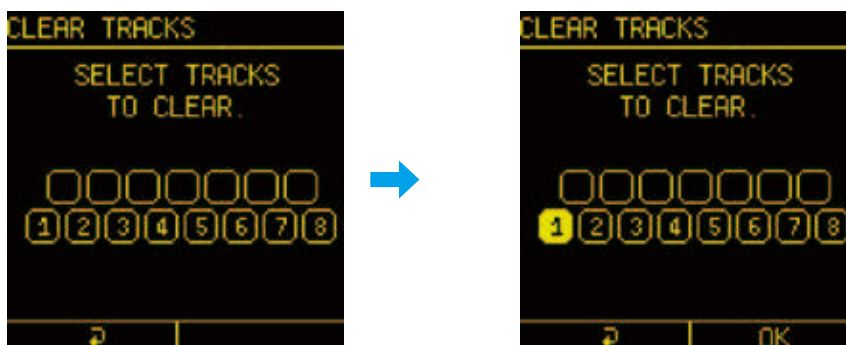 CLEAR TRACKS
SELECT TRACKS
TO CLEAR.
1 2 3 4 5 6 7 8
CLEAR TRACKS
SELECT TRACKS
TO CLEAR.
1 2 3 4 5 6 7 8
OK